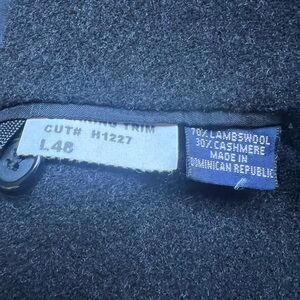 TRIM
CUT# H1227
L48
70% LAMBSWOOL
30% CASHMERE
MADE IN
DOMINICAN REPUBLIC